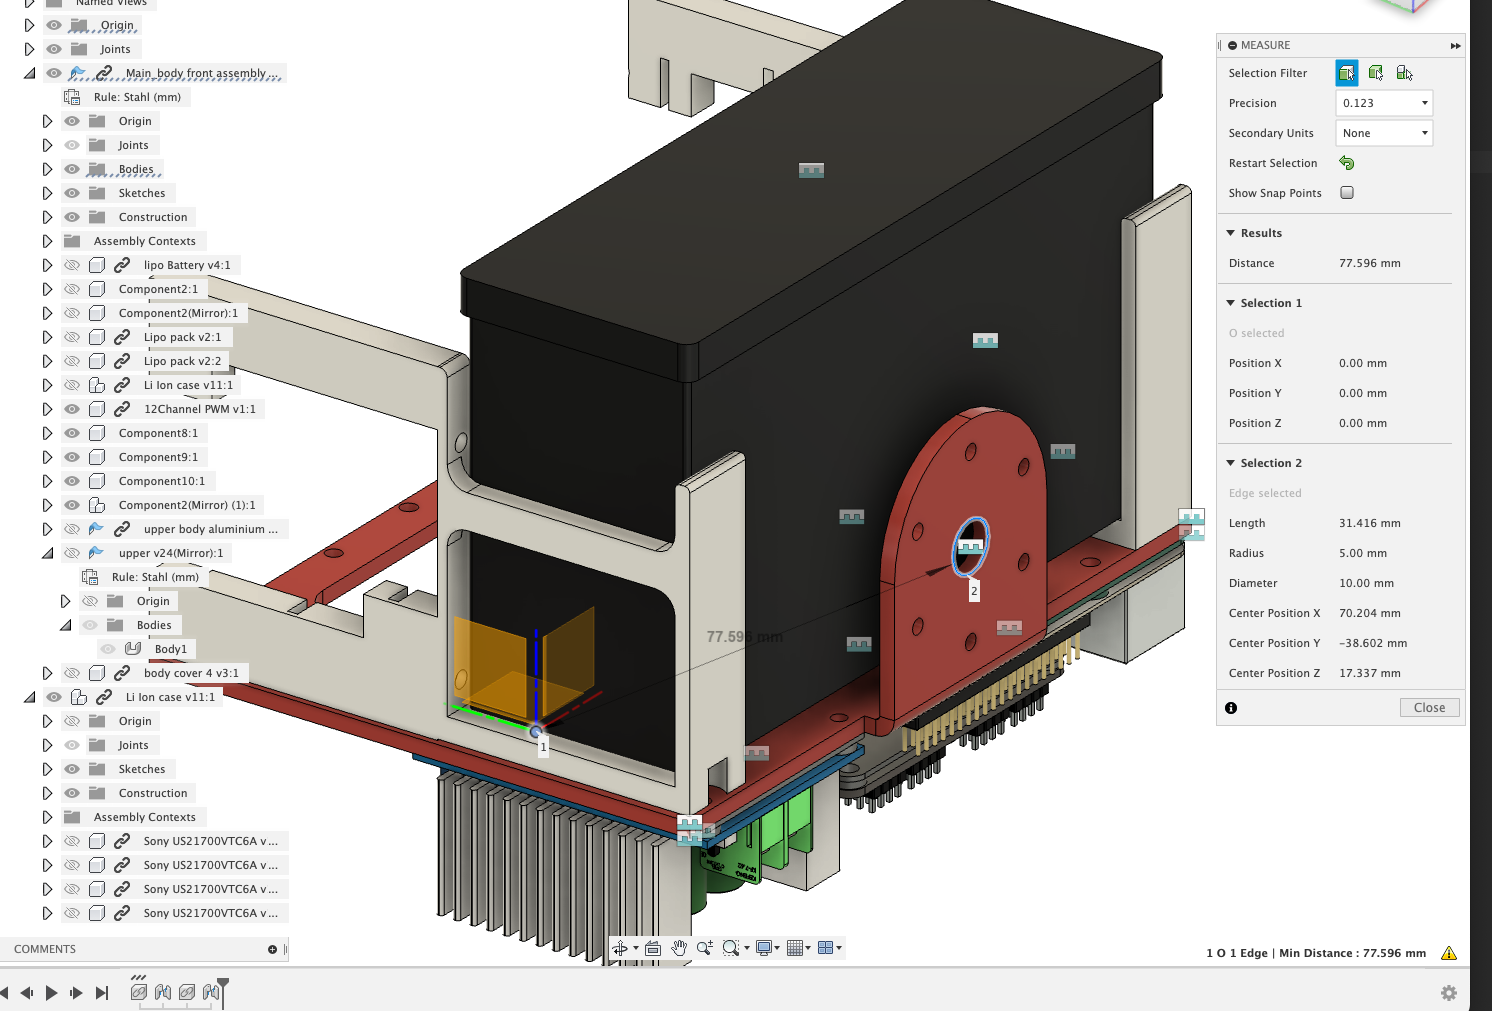 Named Views
Origin
Joints
Main_body front assembly ...
Rule: Stahl (mm)
Origin
Joints
Bodies
Sketches
Construction
Assembly Contexts
lipo Battery v4:1
Component2:1
Component2(Mirror):1
Lipo pack v2:1
Lipo pack v2:2
Li Ion case v11:1
12Channel PWM v1:1
Component8:1
Component9:1
Component10:1
Component2(Mirror) (1):1
upper body aluminium ...
upper v24(Mirror):1
Rule: Stahl (mm)
Origin
Bodies
Body1
body cover 4 v3:1
Li Ion case v11:1
Origin
Joints
Sketches
Construction
Assembly Contexts
Sony US21700VTC6A v...
Sony US21700VTC6A v...
Sony US21700VTC6A v...
Sony US21700VTC6A v...
COMMENTS
77.596 mm
1
2
MEASURE
Selection Filter
Precision 0.123
Secondary Units None
Restart Selection
Show Snap Points
Results
Distance 77.596 mm
Selection 1
O selected
Position X 0.00 mm
Position Y 0.00 mm
Position Z 0.00 mm
Selection 2
Edge selected
Length 31.416 mm
Radius 5.00 mm
Diameter 10.00 mm
Center Position X 70.204 mm
Center Position Y -38.602 mm
Center Position Z 17.337 mm
Close
1 O 1 Edge | Min Distance : 77.596 mm